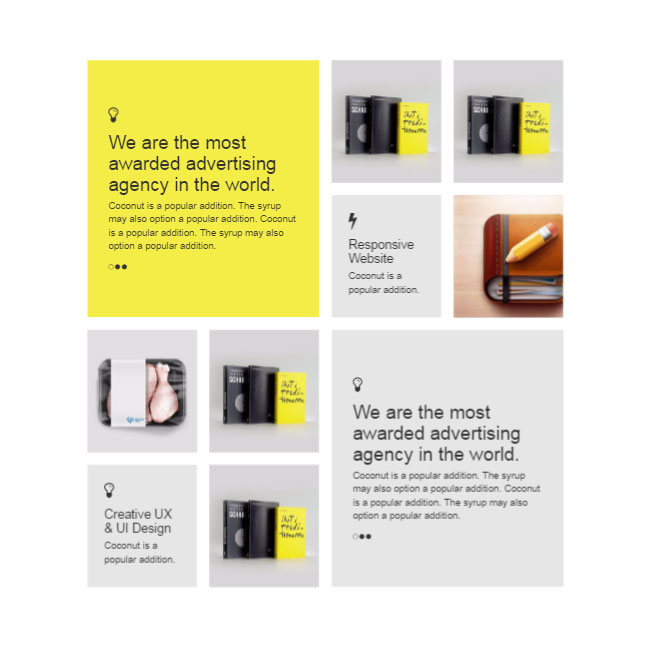 We are the most
awarded advertising
agency in the world.
Coconut is a popular addition. The syrup
may also option a popular addition. Coconut
is a popular addition. The syrup may also
option a popular addition.
Responsive
Website
Coconut is a
popular addition.
Creative UX
& UI Design
Coconut is a
popular addition.
We are the most
awarded advertising
agency in the world.
Coconut is a popular addition. The syrup
may also option a popular addition. Coconut
is a popular addition. The syrup may also
option a popular addition.